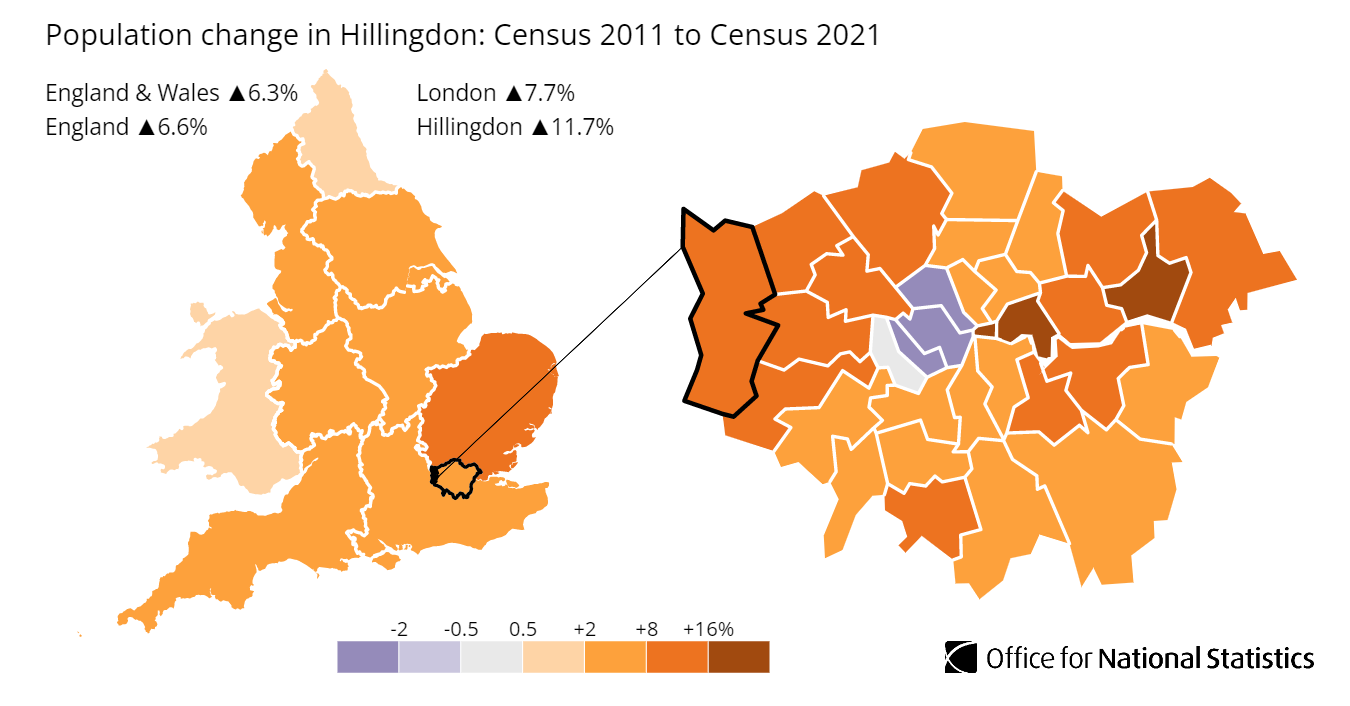 Population change in Hillingdon: Census 2011 to Census 2021
England & Wales ▲6.3%
London ▲7.7%
England ▲6.6%
Hillingdon ▲11.7%
-2 -0.5 0.5 +2 +8 +16%
Office for National Statistics